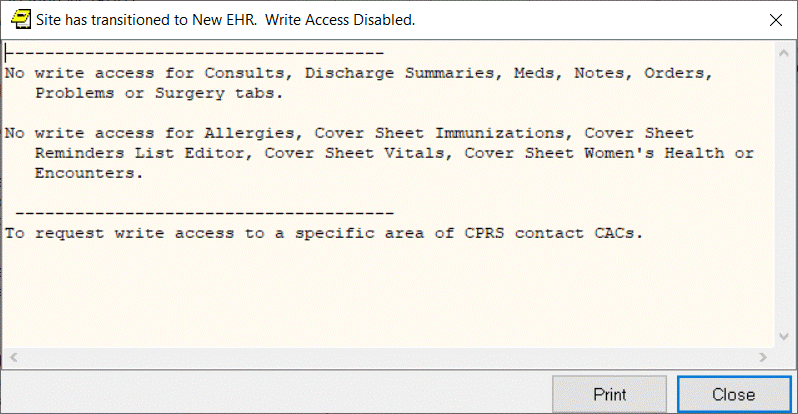 Site has transitioned to New EHR.  Write Access Disabled.
--------------------------------------
No write access for Consults, Discharge Summaries, Meds, Notes, Orders,
   Problems or Surgery tabs.
No write access for Allergies, Cover Sheet Immunizations, Cover Sheet
   Reminders List Editor, Cover Sheet Vitals, Cover Sheet Women's Health or
   Encounters.
 --------------------------------------
To request write access to a specific area of CPRS contact CACs.
Print
Close